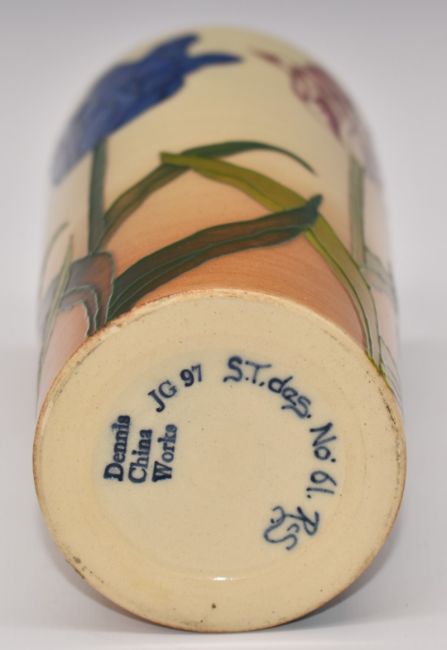 Dennis
China
Works
JG 97
S.T. des. No. 61.